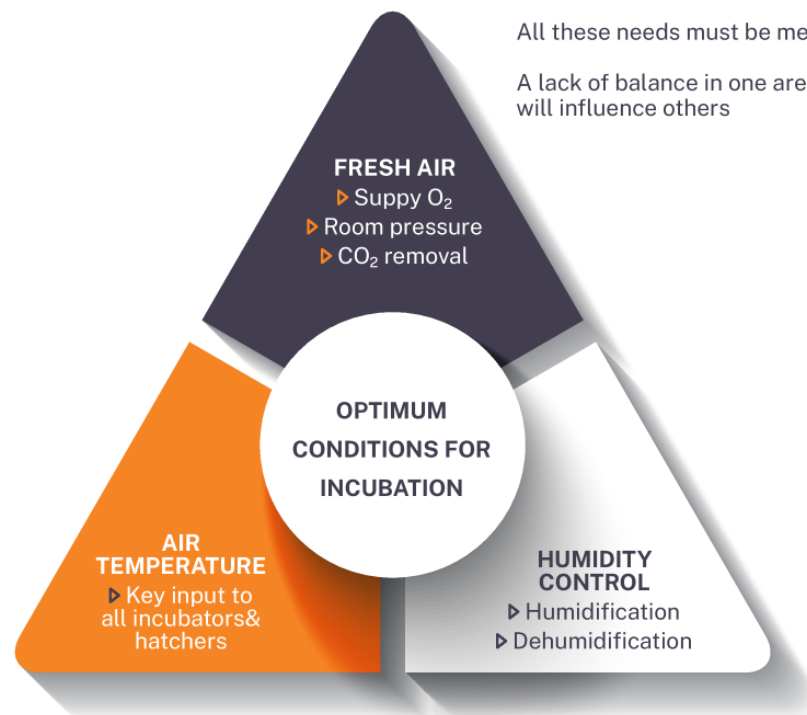 All these needs must be me
A lack of balance in one are
will influence others
FRESH AIR
Suppy O₂
Room pressure
CO₂ removal
OPTIMUM
CONDITIONS FOR
INCUBATION
AIR
TEMPERATURE
Key input to
all incubators&
hatchers
HUMIDITY
CONTROL
Humidification
Dehumidification